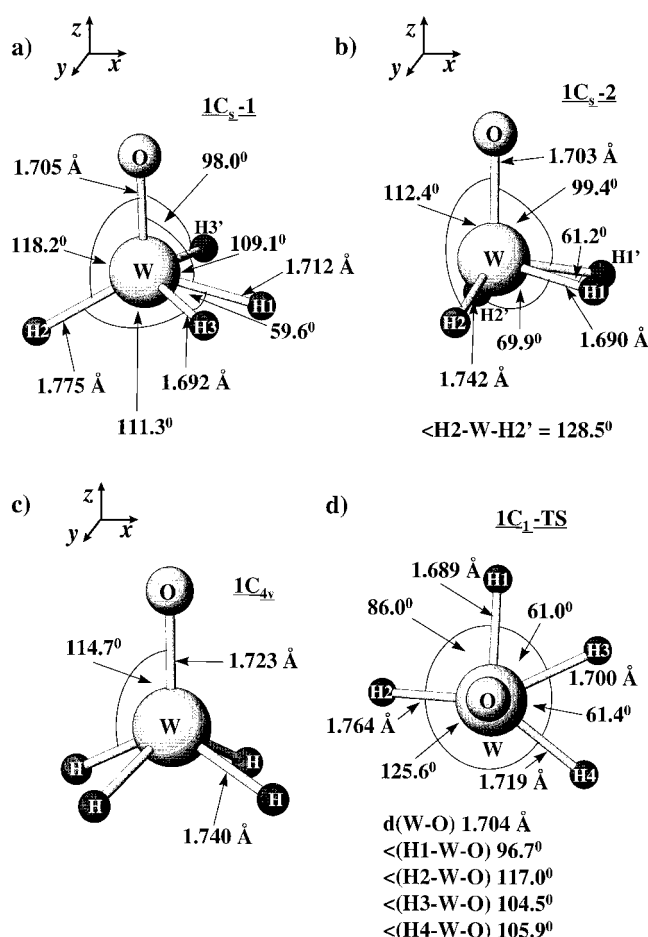 a)
z
y
x
1Cs-1
O
1.705 Å
98.0⁰
H3'
118.2⁰
W
109.1⁰
1.712 Å
H2
H3
H1
59.6⁰
1.775 Å
1.692 Å
111.3⁰
b)
z
y
x
1Cs-2
O
1.703 Å
112.4⁰
99.4⁰
W
61.2⁰
H1'
H1
H2
H2'
69.9⁰
1.690 Å
1.742 Å
<H2-W-H2' = 128.5⁰
c)
z
y
x
1C4v
O
114.7⁰
1.723 Å
W
H
H
H
H
1.740 Å
d)
1C1-TS
H1
1.689 Å
86.0⁰
61.0⁰
H3
H2
O
1.700 Å
1.764 Å
61.4⁰
W
125.6⁰
1.719 Å
H4
d(W-O) 1.704 Å
<(H1-W-O) 96.7⁰
<(H2-W-O) 117.0⁰
<(H3-W-O) 104.5⁰
<(H4-W-O) 105.9⁰